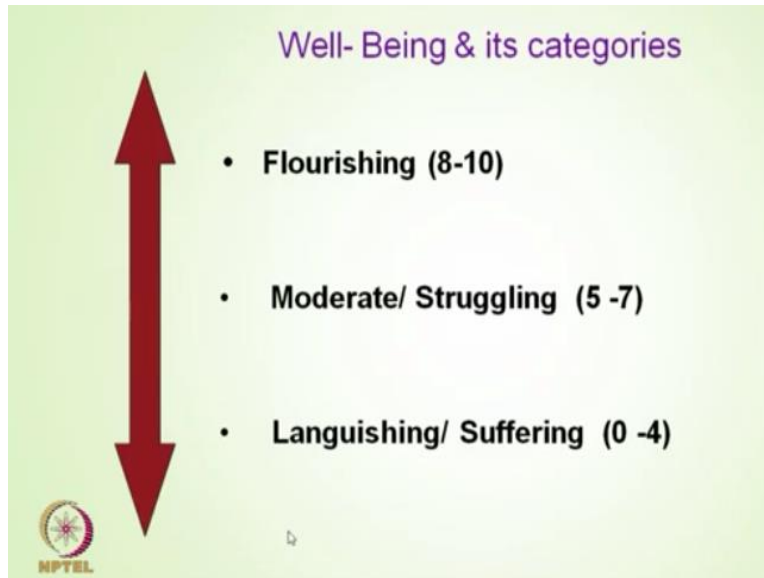 Well- Being & its categories
• Flourishing (8-10)
• Moderate/ Struggling (5 -7)
• Languishing/ Suffering (0 -4)
NPTEL